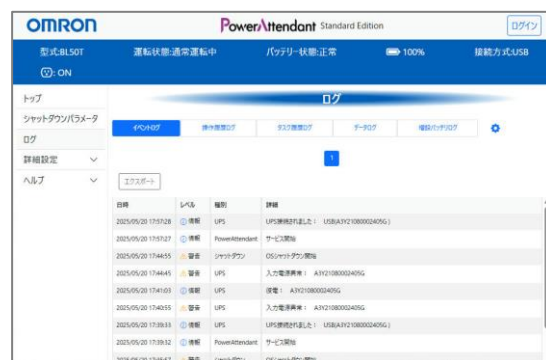 OMRON PowerAttendant Standard Edition ログイン
型式:BL50T 運転状態:通常運転中 バッテリー状態:正常 100% 接続方式:USB
: ON
トップ ログ
シャットダウンパラメータ
イベントログ 操作履歴ログ タスク履歴ログ データログ 増設バッテリログ
ログ
詳細設定 1
ヘルプ エクスポート
日時 レベル 種別 詳細
2025/05/20 17:57:28 情報 UPS UPS接続されました: USB(A3Y21080002405G)
2025/05/20 17:57:27 情報 PowerAttendant サービス開始
2025/05/20 17:44:55 警告 シャットダウン OSシャットダウン開始
2025/05/20 17:44:45 警告 UPS 入力電源異常: A3Y21080002405G
2025/05/20 17:41:03 情報 UPS 復電: A3Y21080002405G
2025/05/20 17:40:55 警告 UPS 入力電源異常: A3Y21080002405G
2025/05/20 17:39:33 情報 UPS UPS接続されました: USB(A3Y21080002405G)
2025/05/20 17:39:32 情報 PowerAttendant サービス開始